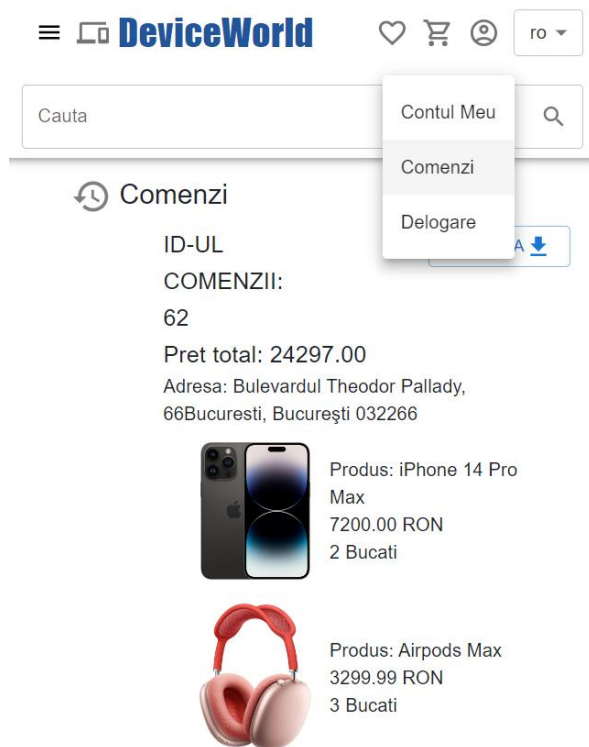 DeviceWorld
ro
Cauta
Contul Meu
Comenzi
Delogare
Comenzi
ID-UL
COMENZII:
62
Pret total: 24297.00
Adresa: Bulevardul Theodor Pallady,
66Bucuresti, București 032266
Produs: iPhone 14 Pro
Max
7200.00 RON
2 Bucati
Produs: Airpods Max
3299.99 RON
3 Bucati